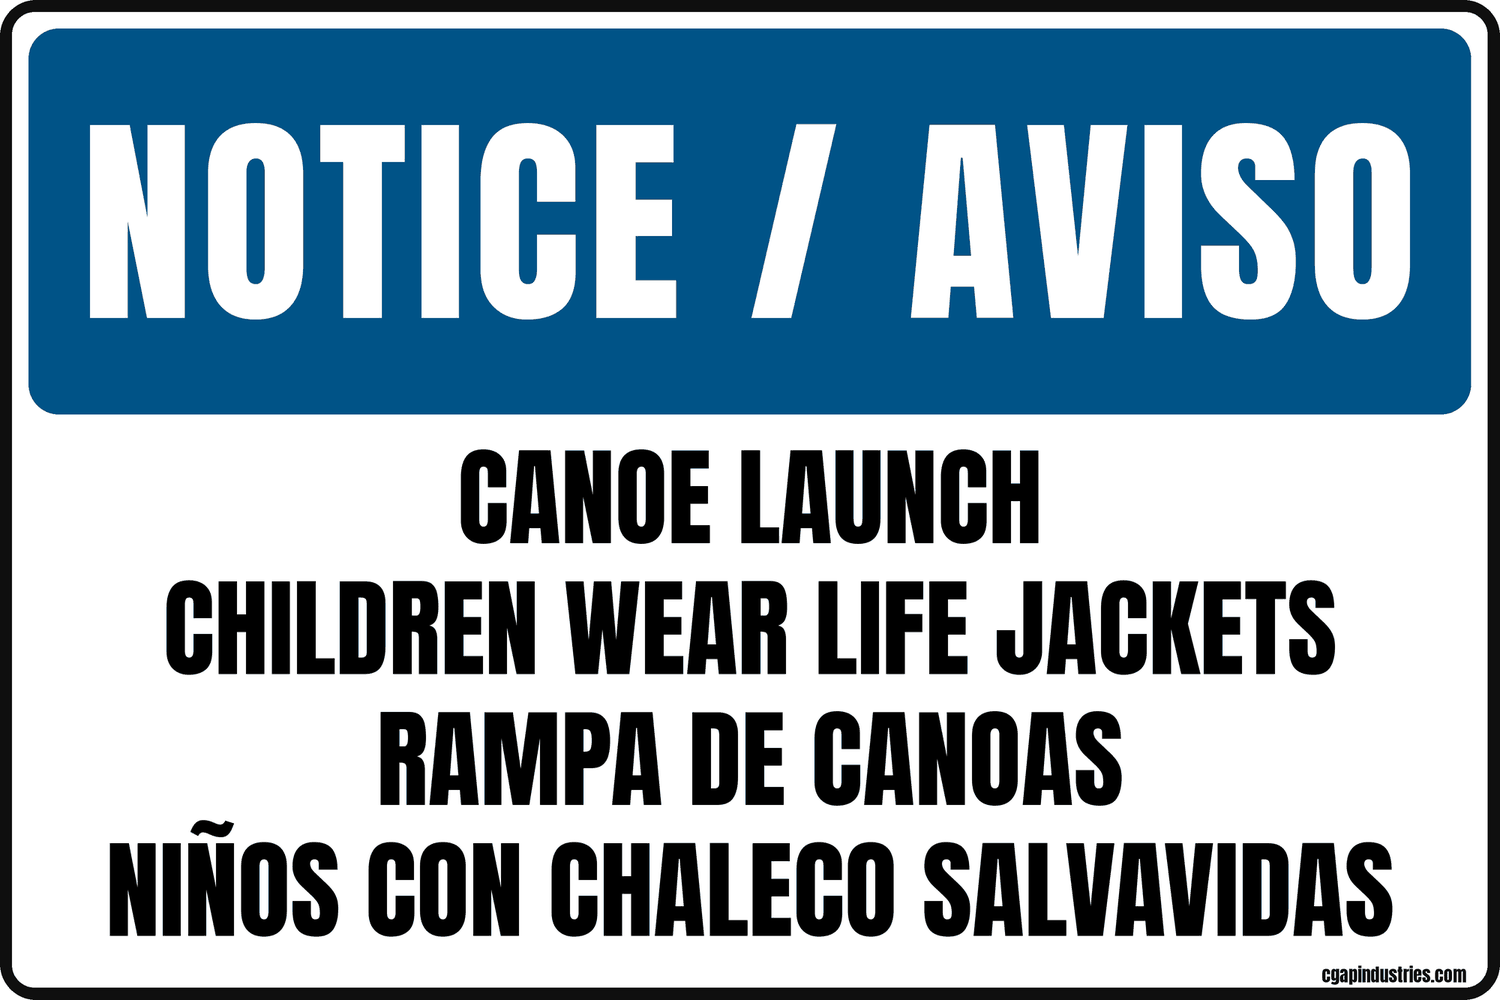 NOTICE / AVISO
CANOE LAUNCH
CHILDREN WEAR LIFE JACKETS
RAMPA DE CANOAS
NIÑOS CON CHALECO SALVAVIDAS
cgapindustries.com